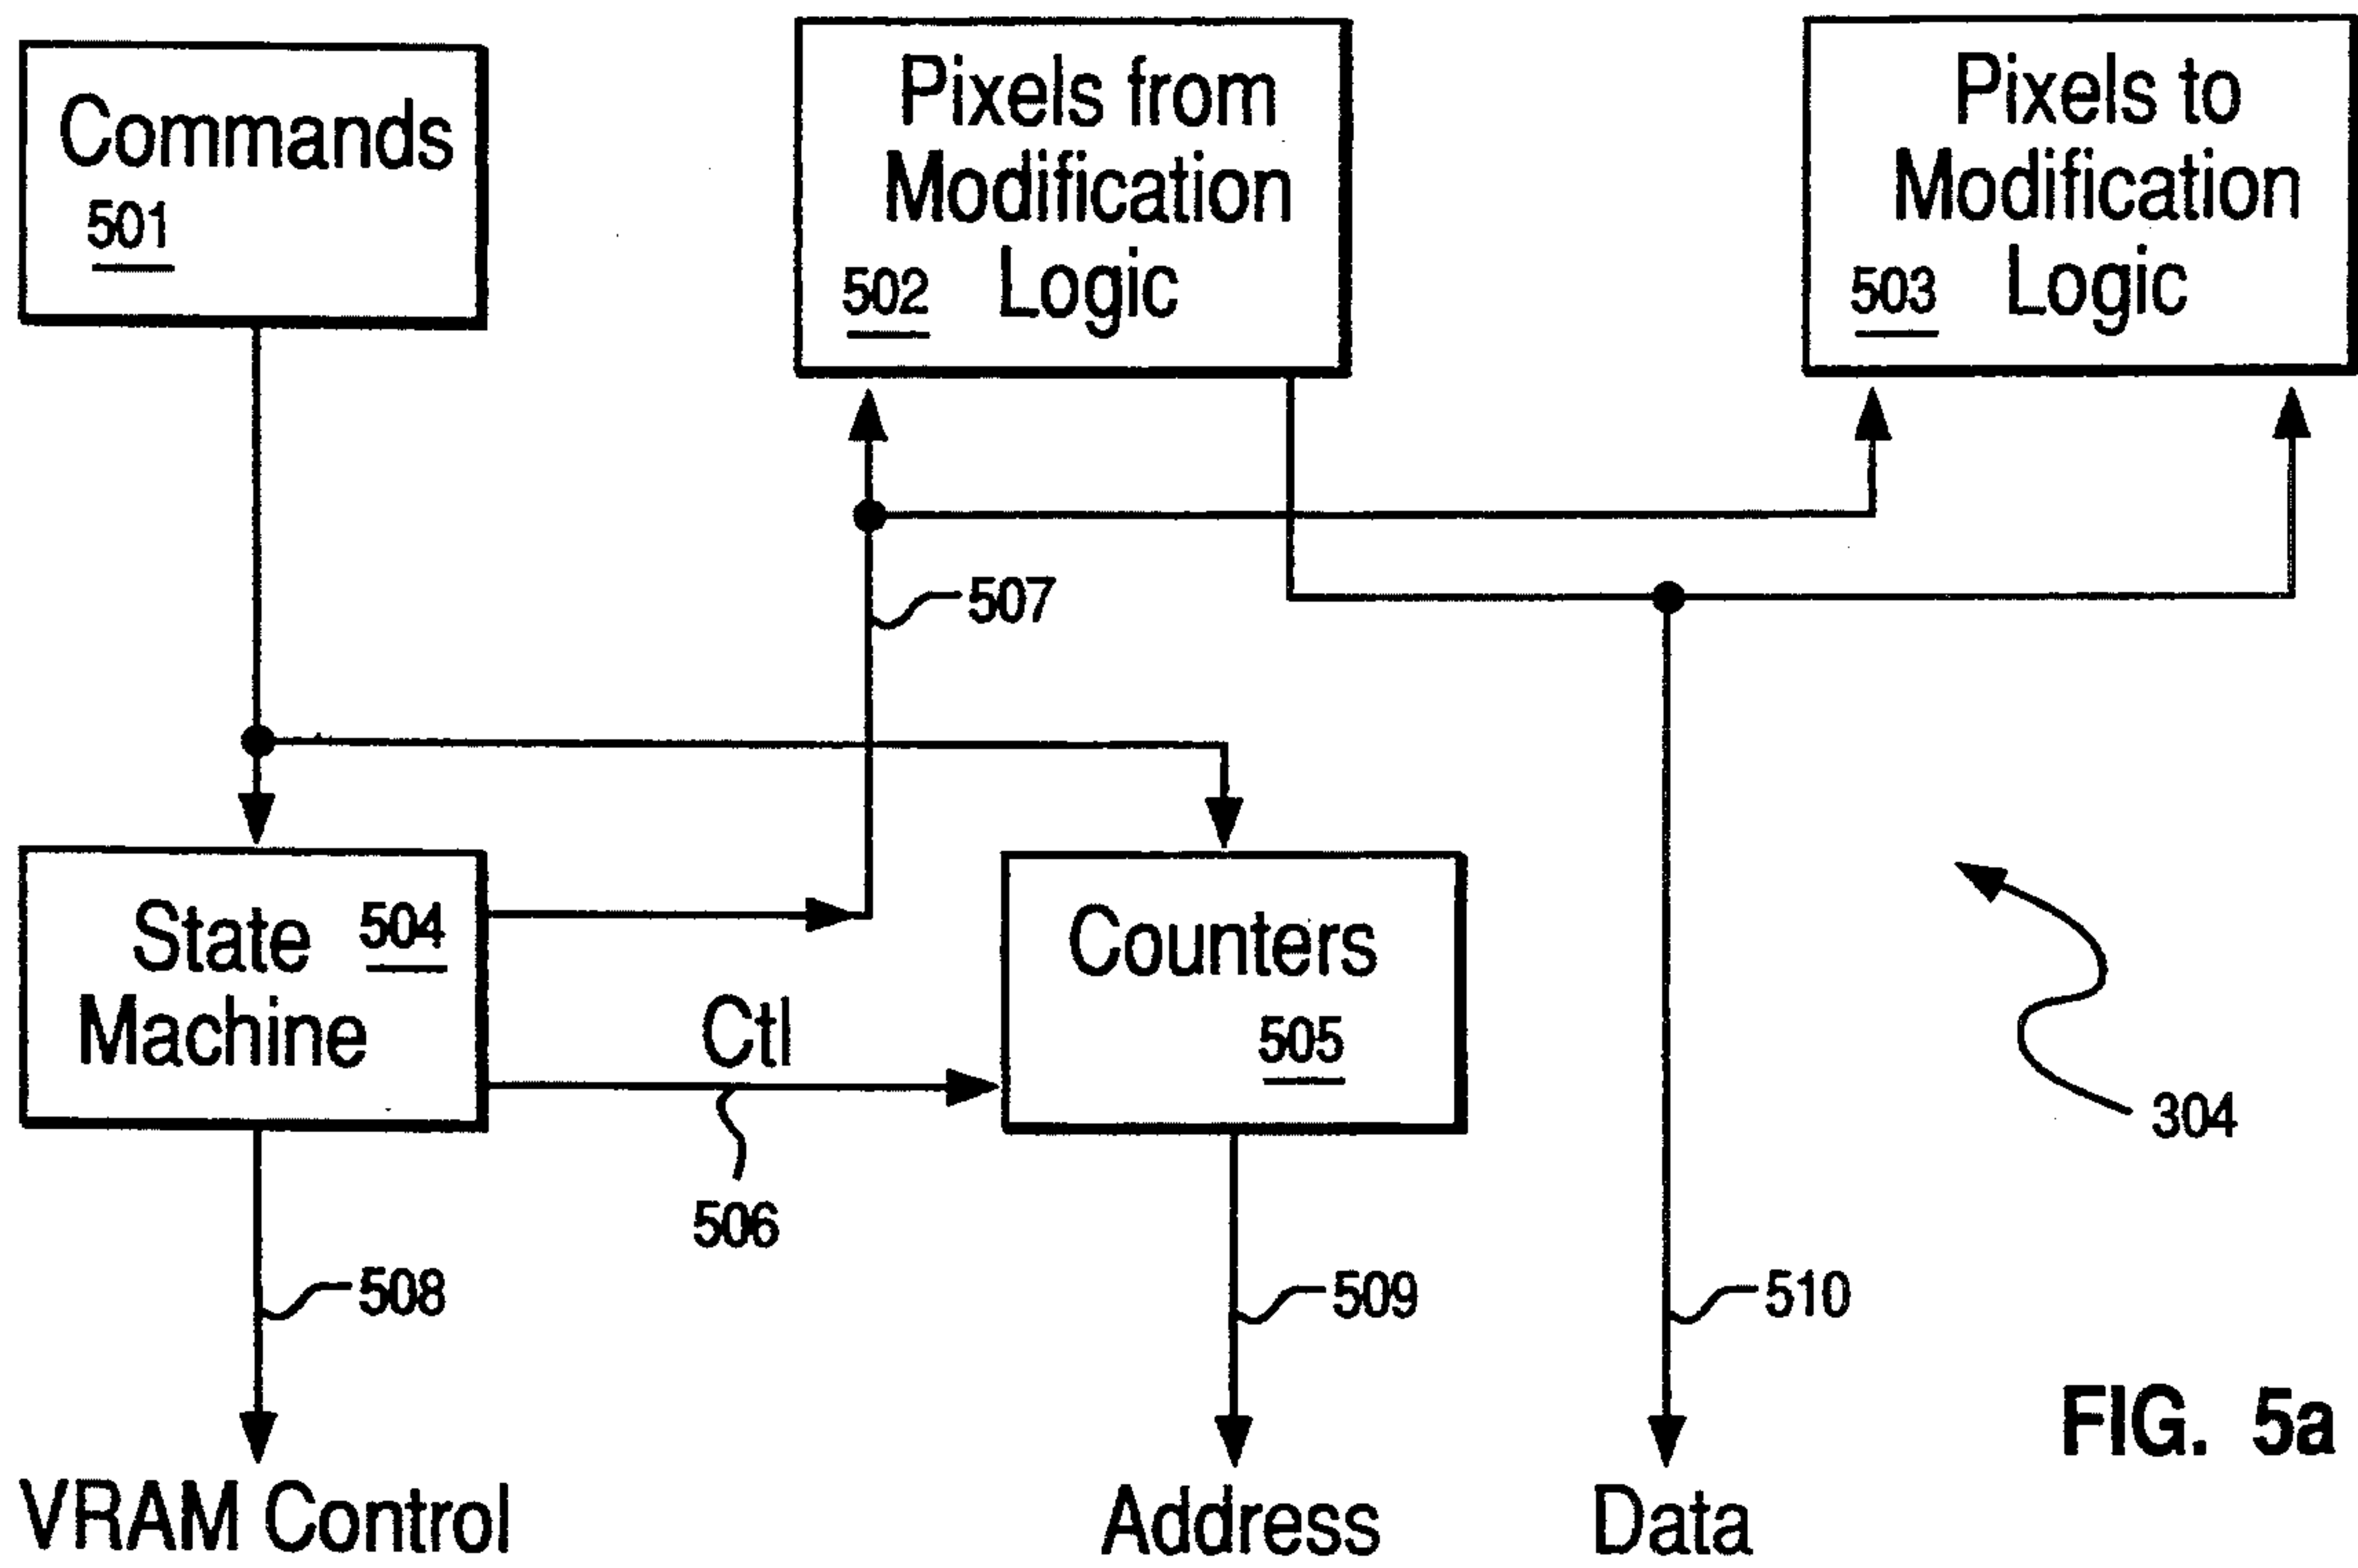 Commands
501
Pixels from
Modification
502 Logic
Pixels to
Modification
503 Logic
507
State 504
Machine
Ctl
506
Counters
505
304
508
509
510
FIG. 5a
VRAM Control
Address
Data